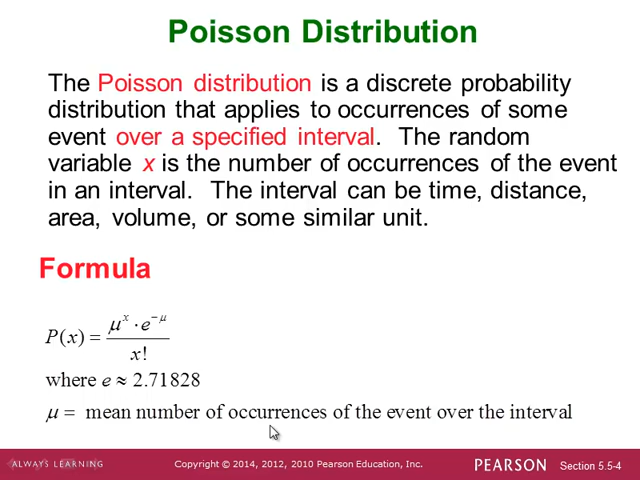 Poisson Distribution
The Poisson distribution is a discrete probability
distribution that applies to occurrences of some
event over a specified interval. The random
variable x is the number of occurrences of the event
in an interval. The interval can be time, distance,
area, volume, or some similar unit.
Formula
P(x) = μ^x · e^−μ / x!
where e ≈ 2.71828
μ = mean number of occurrences of the event over the interval
ALWAYS LEARNING
Copyright © 2014, 2012, 2010 Pearson Education, Inc.
PEARSON
Section 5.5-4